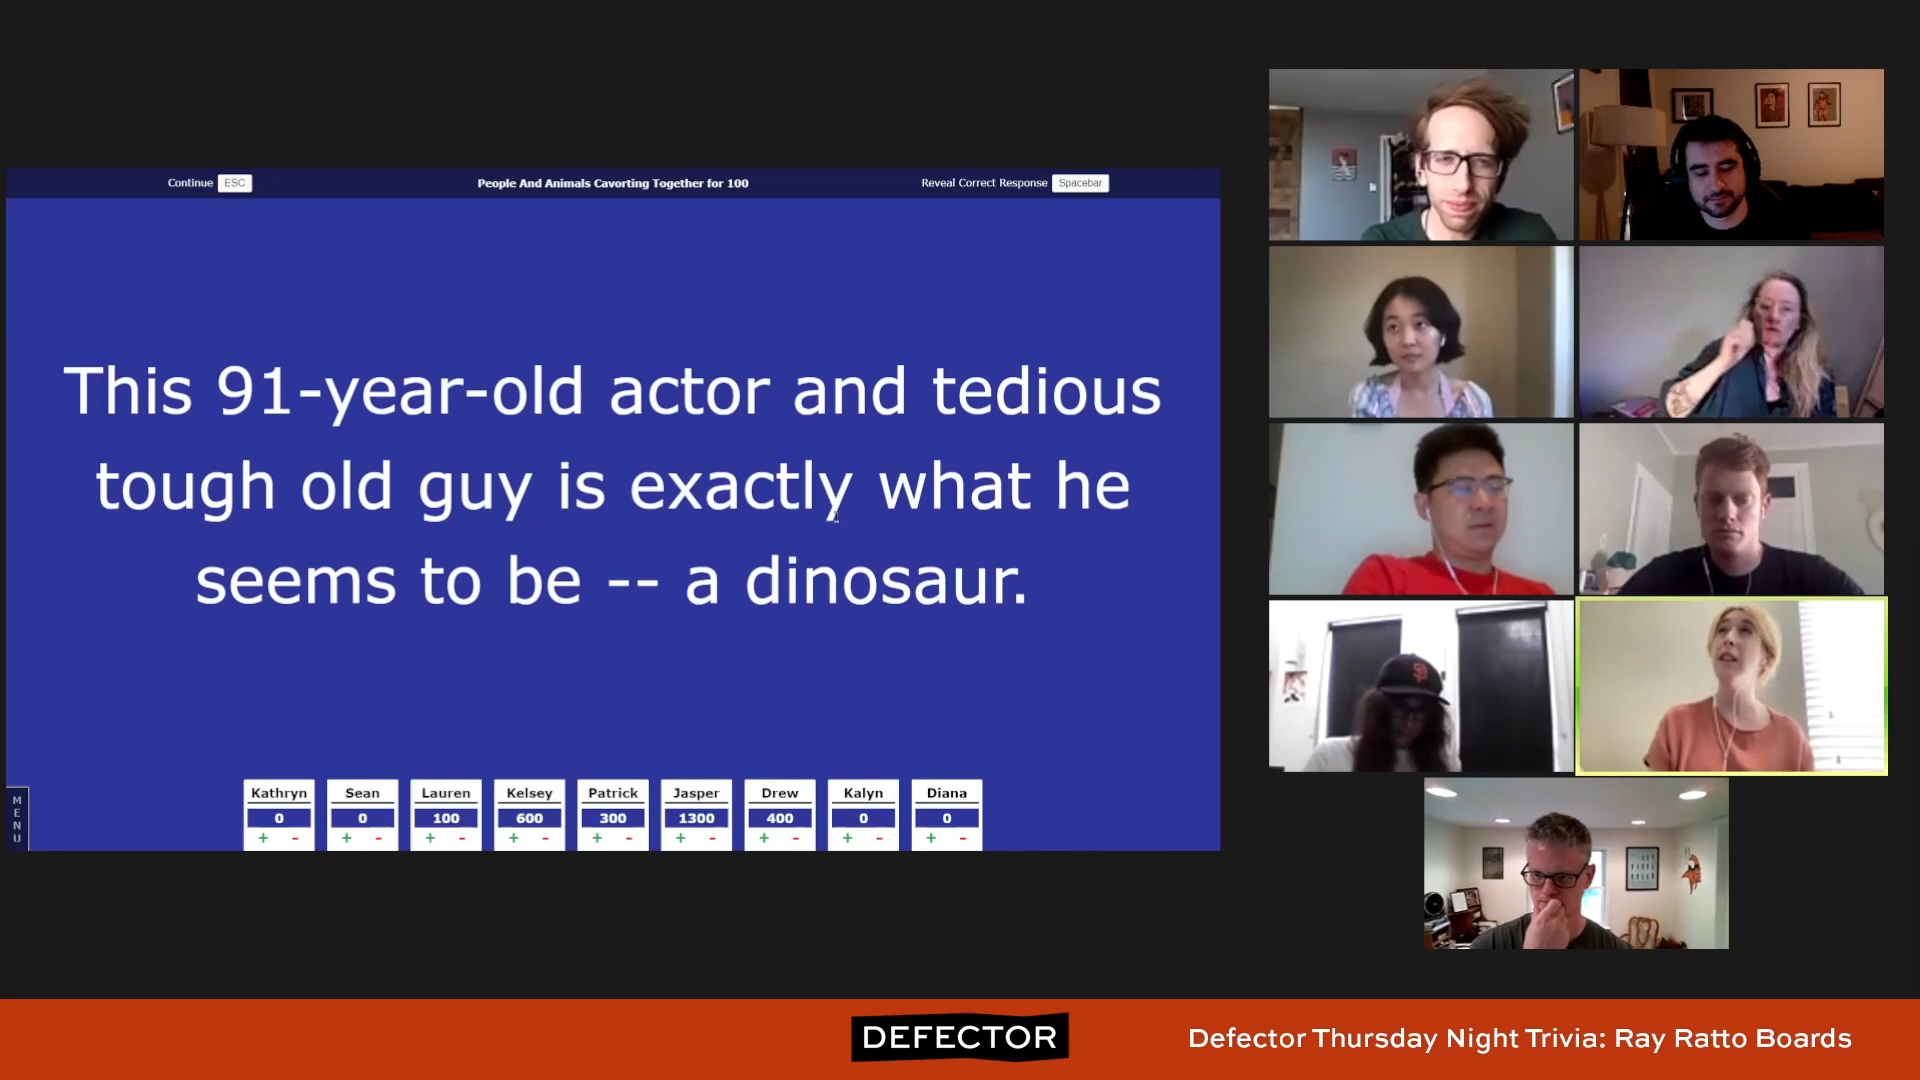 Continue ESC People And Animals Cavorting Together for 100 Reveal Correct Response Spacebar
This 91-year-old actor and tedious
tough old guy is exactly what he
seems to be -- a dinosaur.
MENU
Kathryn Sean Lauren Kelsey Patrick Jasper Drew Kalyn Diana
0 0 100 600 300 1300 400 0 0
+ - + - + - + - + - + - + - + - + -
DEFECTOR
Defector Thursday Night Trivia: Ray Ratto Boards